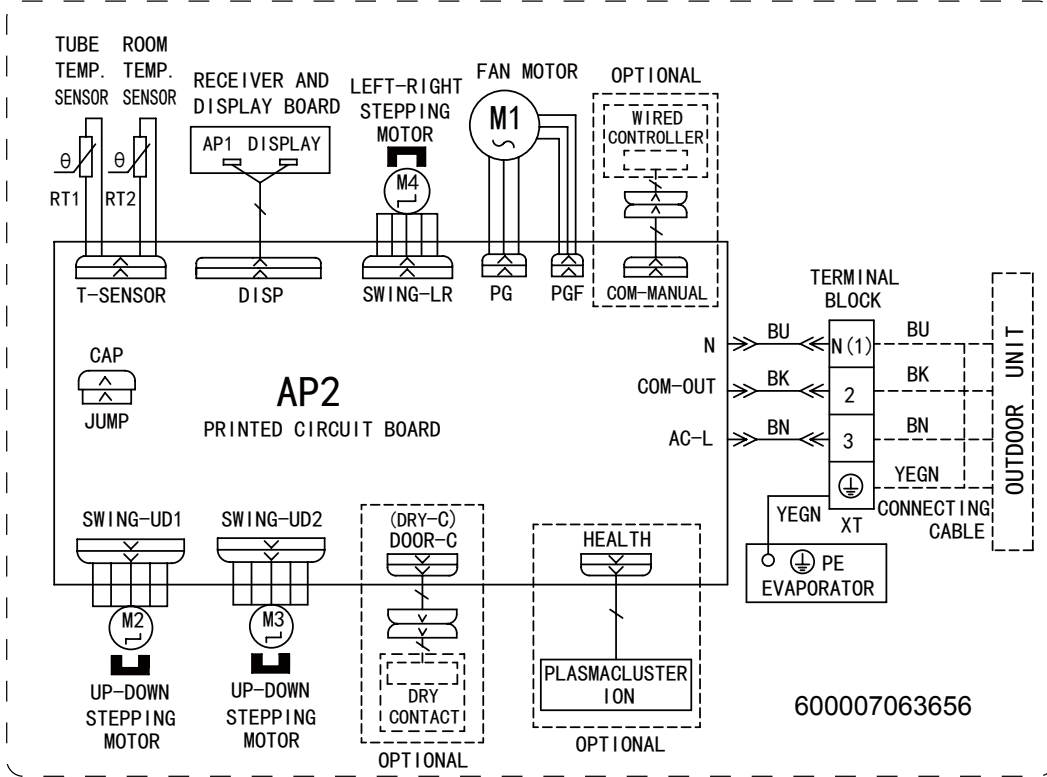 TUBE TEMP. SENSOR
ROOM TEMP. SENSOR
RECEIVER AND
DISPLAY BOARD
AP1 DISPLAY
LEFT-RIGHT
STEPPING
MOTOR
M4
FAN MOTOR
M1
OPTIONAL
WIRED
CONTROLLER
θ
RT1
θ
RT2
T-SENSOR
DISP
SWING-LR
PG
PGF
COM-MANUAL
CAP
JUMP
AP2
PRINTED CIRCUIT BOARD
N
COM-OUT
AC-L
BU
BK
BN
TERMINAL
BLOCK
N(1)
2
3
XT
BU
BK
BN
YEGN
CONNECTING
CABLE
OUTDOOR UNIT
YEGN
PE
EVAPORATOR
SWING-UD1
M2
UP-DOWN
STEPPING
MOTOR
SWING-UD2
M3
UP-DOWN
STEPPING
MOTOR
(DRY-C)
DOOR-C
DRY
CONTACT
OPTIONAL
HEALTH
PLASMACLUSTER
ION
OPTIONAL
600007063656